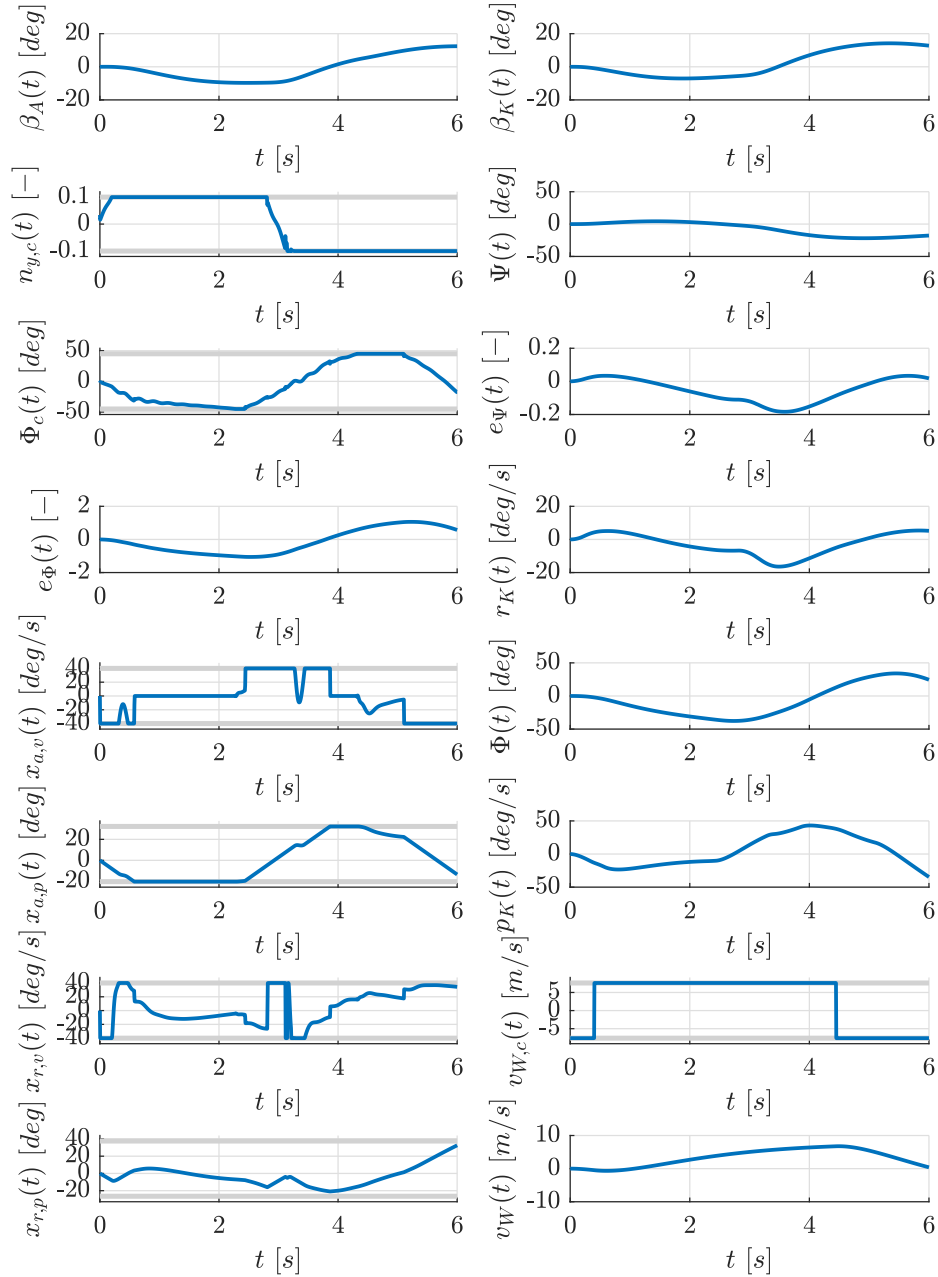 β_A(t) [deg]
20
0
-20
0 2 4 6
t [s]
β_K(t) [deg]
20
0
-20
0 2 4 6
t [s]
n_{y,c}(t) [−]
0.1
0
-0.1
0 2 4 6
t [s]
Ψ(t) [deg]
50
0
-50
0 2 4 6
t [s]
Φ_c(t) [deg]
50
0
-50
0 2 4 6
t [s]
e_Ψ(t) [−]
0.2
0
-0.2
0 2 4 6
t [s]
e_Φ(t) [−]
2
0
-2
0 2 4 6
t [s]
r_K(t) [deg/s]
20
0
-20
0 2 4 6
t [s]
x_{a,v}(t) [deg/s]
40
20
0
-20
-40
0 2 4 6
t [s]
Φ(t) [deg]
50
0
-50
0 2 4 6
t [s]
x_{a,p}(t) [deg]
20
0
-20
0 2 4 6
t [s]
p_K(t) [deg/s]
50
0
-50
0 2 4 6
t [s]
x_{r,v}(t) [deg/s]
40
20
0
-20
-40
0 2 4 6
t [s]
v_{W,c}(t) [m/s]
5
0
-5
0 2 4 6
t [s]
x_{r,p}(t) [deg]
40
20
0
-20
0 2 4 6
t [s]
v_W(t) [m/s]
10
0
-10
0 2 4 6
t [s]